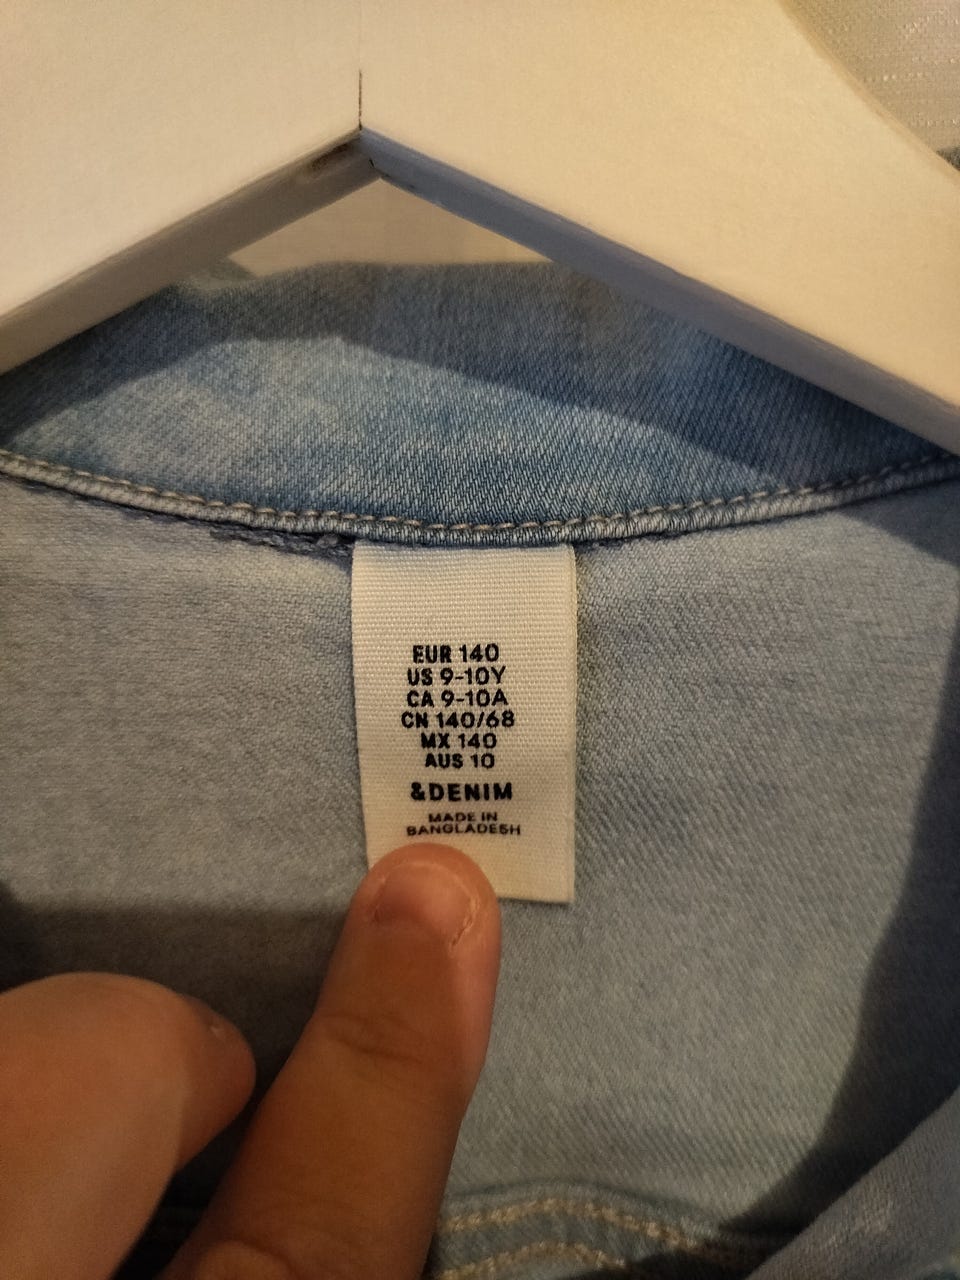 EUR 140
US 9-10Y
CA 9-10A
CN 140/68
MX 140
AUS 10
&DENIM
MADE IN
BANGLADESH